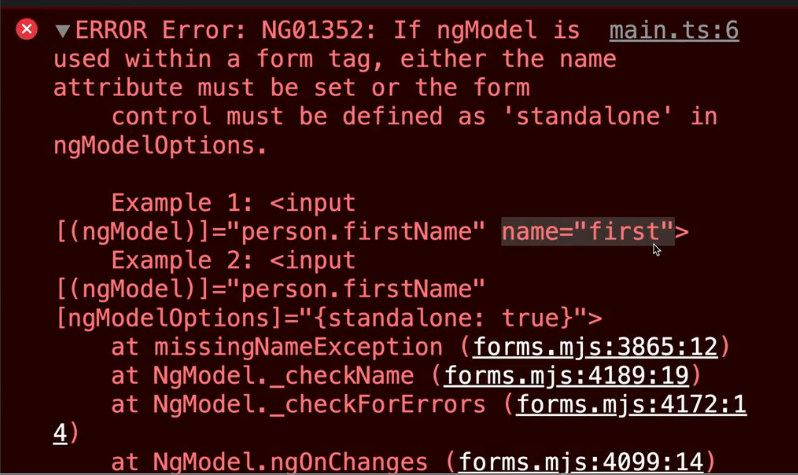 ▼ERROR Error: NG01352: If ngModel is main.ts:6
used within a form tag, either the name
attribute must be set or the form
control must be defined as 'standalone' in
ngModelOptions.
Example 1: <input
[(ngModel)]="person.firstName" name="first">
Example 2: <input
[(ngModel)]="person.firstName"
[ngModelOptions]="{standalone: true}">
at missingNameException (forms.mjs:3865:12)
at NgModel._checkName (forms.mjs:4189:19)
at NgModel._checkForErrors (forms.mjs:4172:1
4)
at NgModel.ngOnChanges (forms.mjs:4099:14)